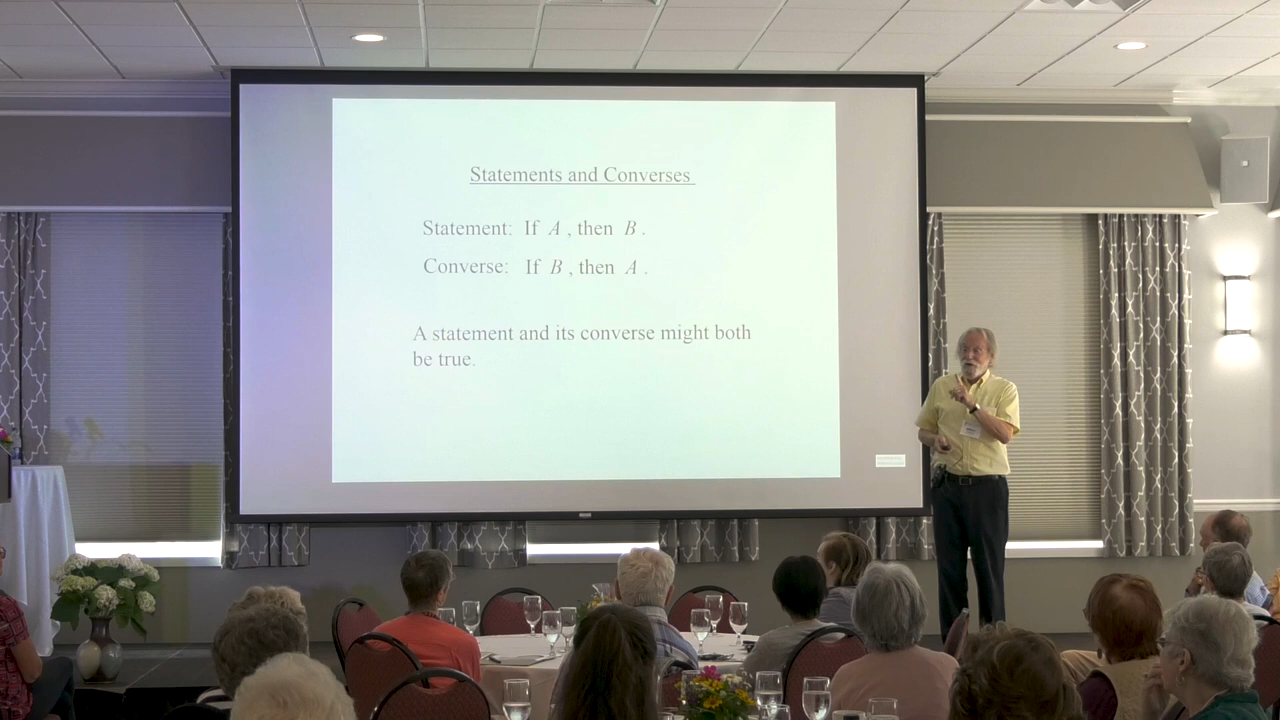 Statements and Converses
Statement: If A , then B .
Converse: If B , then A .
A statement and its converse might both
be true.